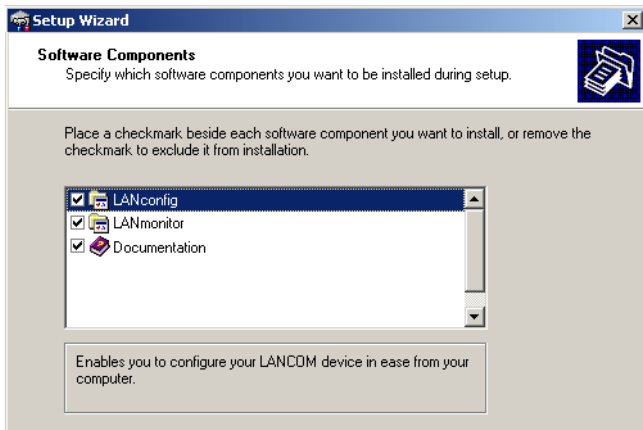 Setup Wizard
Software Components
Specify which software components you want to be installed during setup.
Place a checkmark beside each software component you want to install, or remove the
checkmark to exclude it from installation.
LANconfig
LANmonitor
Documentation
Enables you to configure your LANCOM device in ease from your
computer.